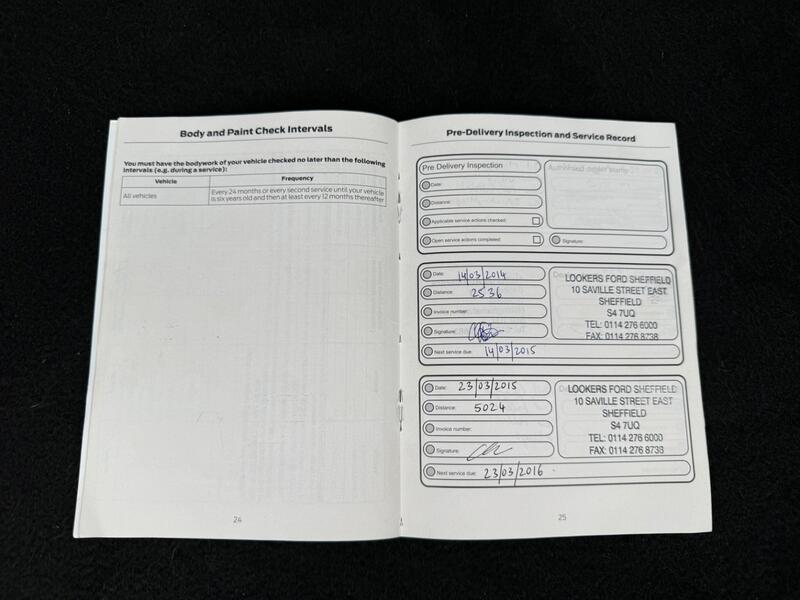 Body and Paint Check Intervals
You must have the bodywork of your vehicle checked no later than the following
intervals (e.g. during a service):
Vehicle Frequency
All vehicles Every 24 months or every second service until your vehicle
is six years old and then at least every 12 months thereafter
24
Pre-Delivery Inspection and Service Record
Pre Delivery Inspection
Authorised dealer stamp
Date:
Distance:
Applicable service actions checked:
Open service actions completed:
Signature:
Date: 14/03/2014
Distance: 2536
Invoice number:
Signature:
Next service due: 14/03/2015
LOOKERS FORD SHEFFIELD
10 SAVILLE STREET EAST
SHEFFIELD
S4 7UQ
TEL: 0114 276 6000
FAX: 0114 276 8738
Date: 23/03/2015
Distance: 5024
Invoice number:
Signature:
Next service due: 23/03/2016
LOOKERS FORD SHEFFIELD
10 SAVILLE STREET EAST
SHEFFIELD
S4 7UQ
TEL: 0114 276 6000
FAX: 0114 276 8738
25